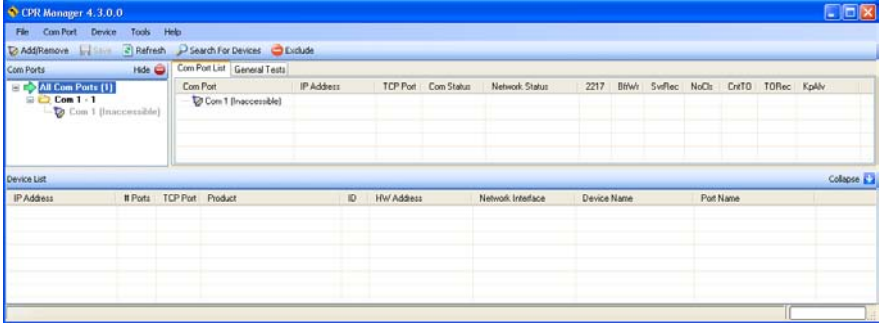 CPR Manager 4.3.0.0
File Com Port Device Tools Help
Add/Remove Save Refresh Search For Devices Exclude
Com Ports Hide
All Com Ports (1)
Com 1 - 1
Com 1 (Inaccessible)
Com Port List General Tests
Com Port IP Address TCP Port Com Status Network Status 2217 BfWr SvrRec NoCls CntTO TORec KpAlv
Com 1 (Inaccessible)
Device List Collapse
IP Address # Ports TCP Port Product ID HW Address Network Interface Device Name Port Name